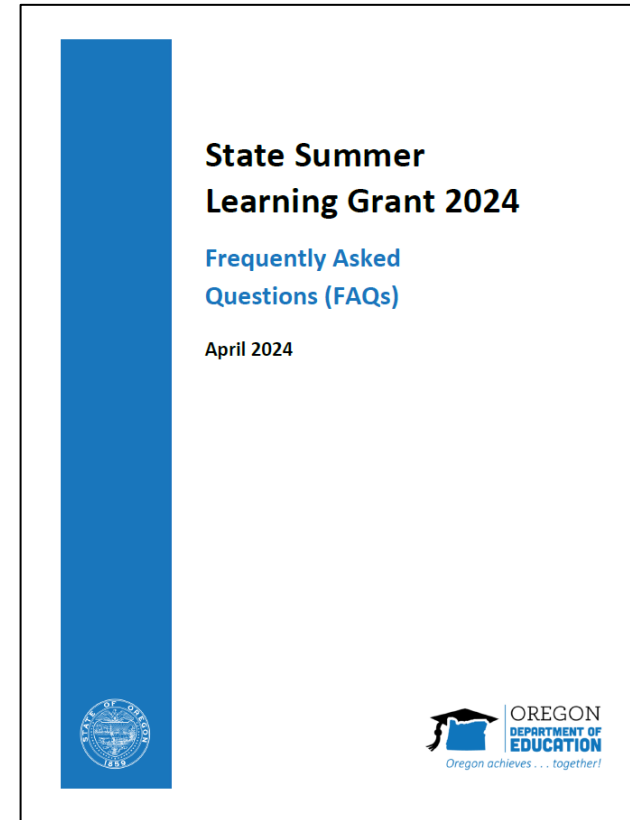 State Summer
Learning Grant 2024
Frequently Asked
Questions (FAQs)
April 2024
STATE OF OREGON
1859
OREGON
DEPARTMENT OF
EDUCATION
Oregon achieves . . . together!